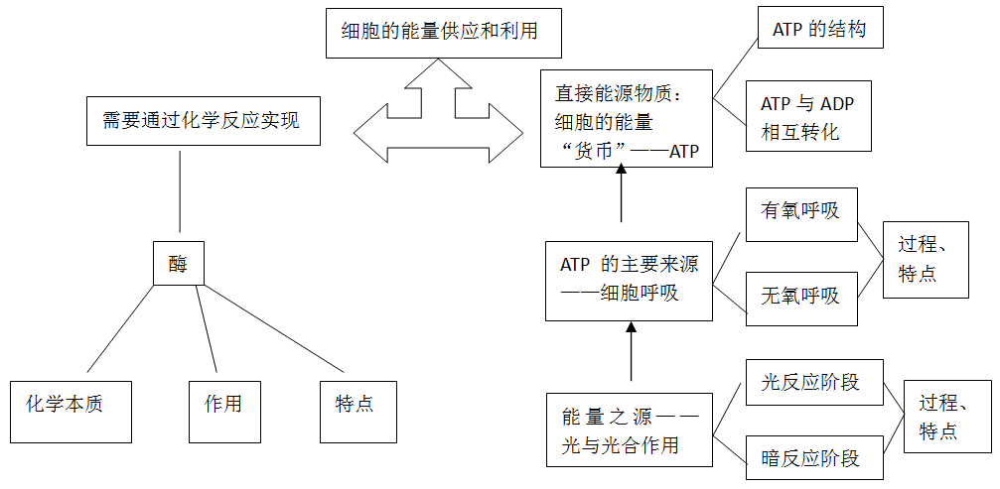 细胞的能量供应和利用
需要通过化学反应实现
酶
化学本质
作用
特点
直接能源物质：
细胞的能量
“货币”——ATP
ATP 的结构
ATP 与 ADP
相互转化
ATP 的主要来源
——细胞呼吸
有氧呼吸
无氧呼吸
过程、
特点
能量之源——
光与光合作用
光反应阶段
暗反应阶段
过程、
特点